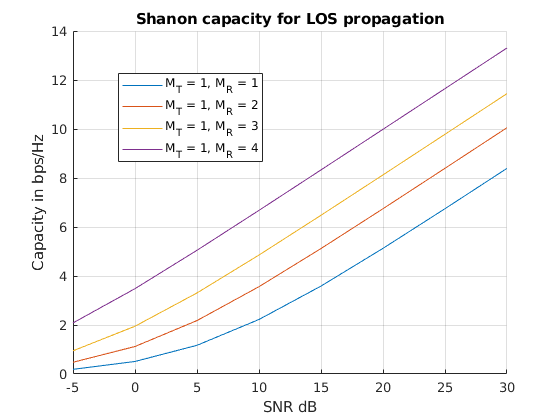 Shanon capacity for LOS propagation
14
12
10
8
6
4
2
0
Capacity in bps/Hz
M_T = 1, M_R = 1
M_T = 1, M_R = 2
M_T = 1, M_R = 3
M_T = 1, M_R = 4
-5 0 5 10 15 20 25 30
SNR dB